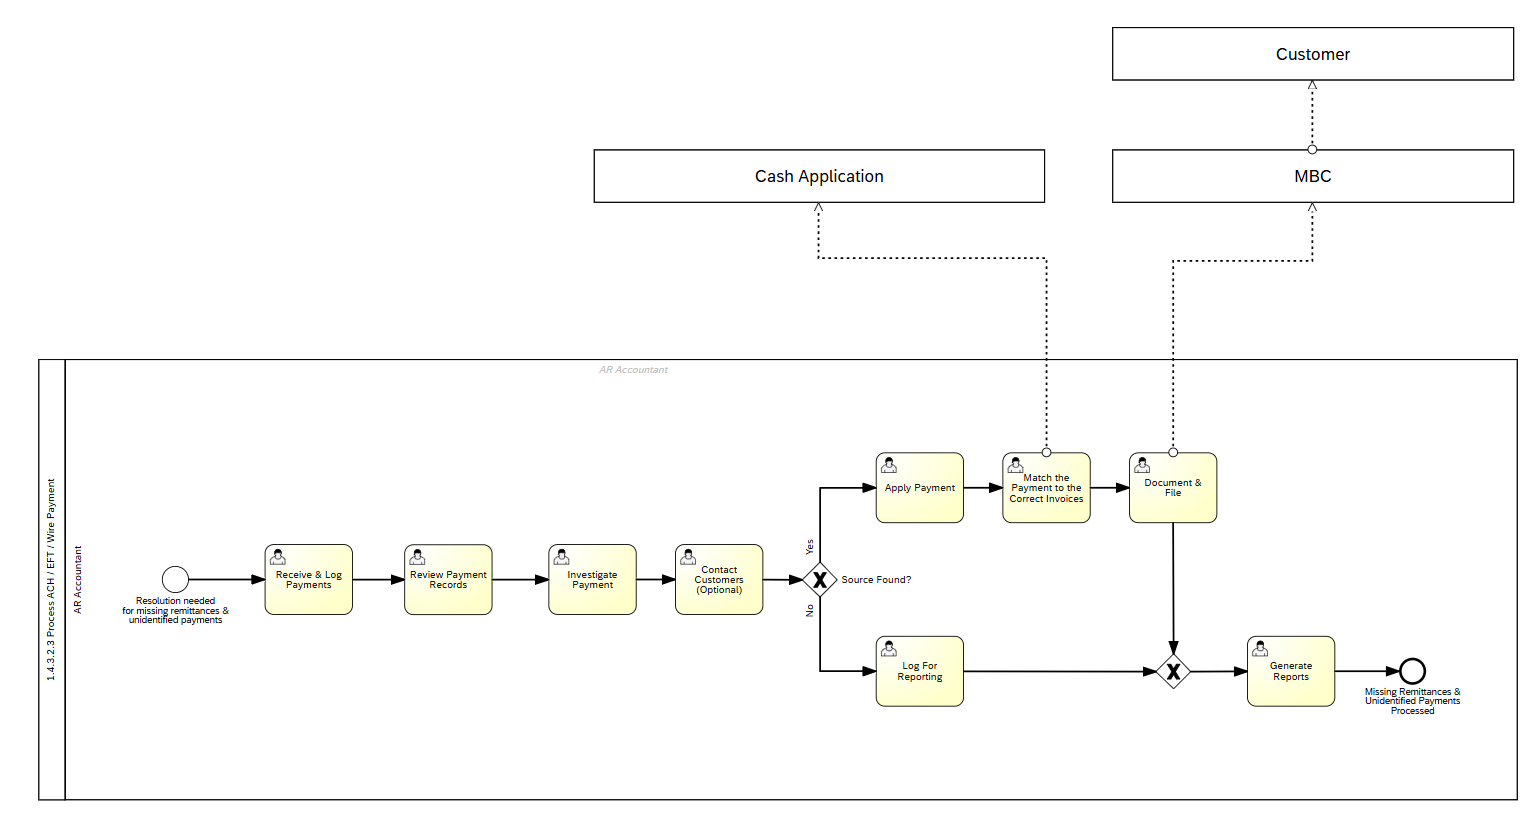 Customer
Cash Application
MBC
AR Accountant
1.4.3.2.3 Process ACH / EFT / Wire Payment
AR Accountant
Resolution needed
for missing remittances &
unidentified payments
Receive & Log
Payments
Review Payment
Records
Investigate
Payment
Contact
Customers
(Optional)
X
Source Found?
Yes
No
Apply Payment
Match the
Payment to the
Correct Invoices
Document &
File
Log For
Reporting
X
Generate
Reports
Missing Remittances &
Unidentified Payments
Processed